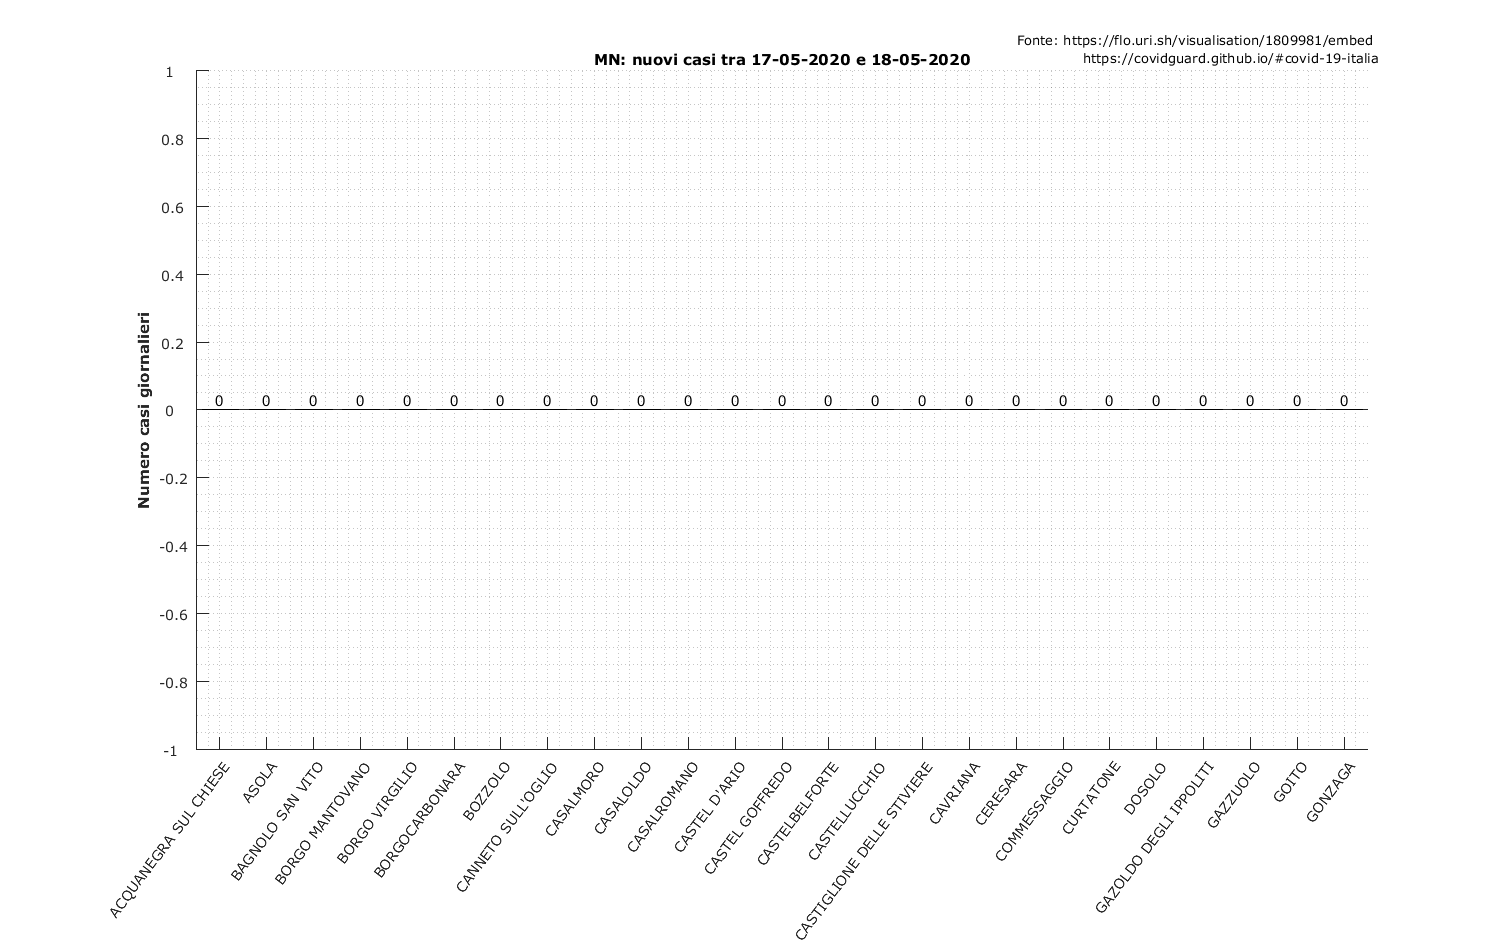 Fonte: https://flo.uri.sh/visualisation/1809981/embed
https://covidguard.github.io/#covid-19-italia
MN: nuovi casi tra 17-05-2020 e 18-05-2020
Numero casi giornalieri
1
0.8
0.6
0.4
0.2
0
-0.2
-0.4
-0.6
-0.8
-1
0 0 0 0 0 0 0 0 0 0 0 0 0 0 0 0 0 0 0 0 0 0 0 0 0
ACQUANEGRA SUL CHIESE
ASOLA
BAGNOLO SAN VITO
BORGO MANTOVANO
BORGO VIRGILIO
BORGOCARBONARA
BOZZOLO
CANNETO SULL'OGLIO
CASALMORO
CASALOLDO
CASALROMANO
CASTEL D'ARIO
CASTEL GOFFREDO
CASTELBELFORTE
CASTELLUCCHIO
CASTIGLIONE DELLE STIVIERE
CAVRIANA
CERESARA
COMMESSAGGIO
CURTATONE
DOSOLO
GAZOLDO DEGLI IPPOLITI
GAZZUOLO
GOITO
GONZAGA